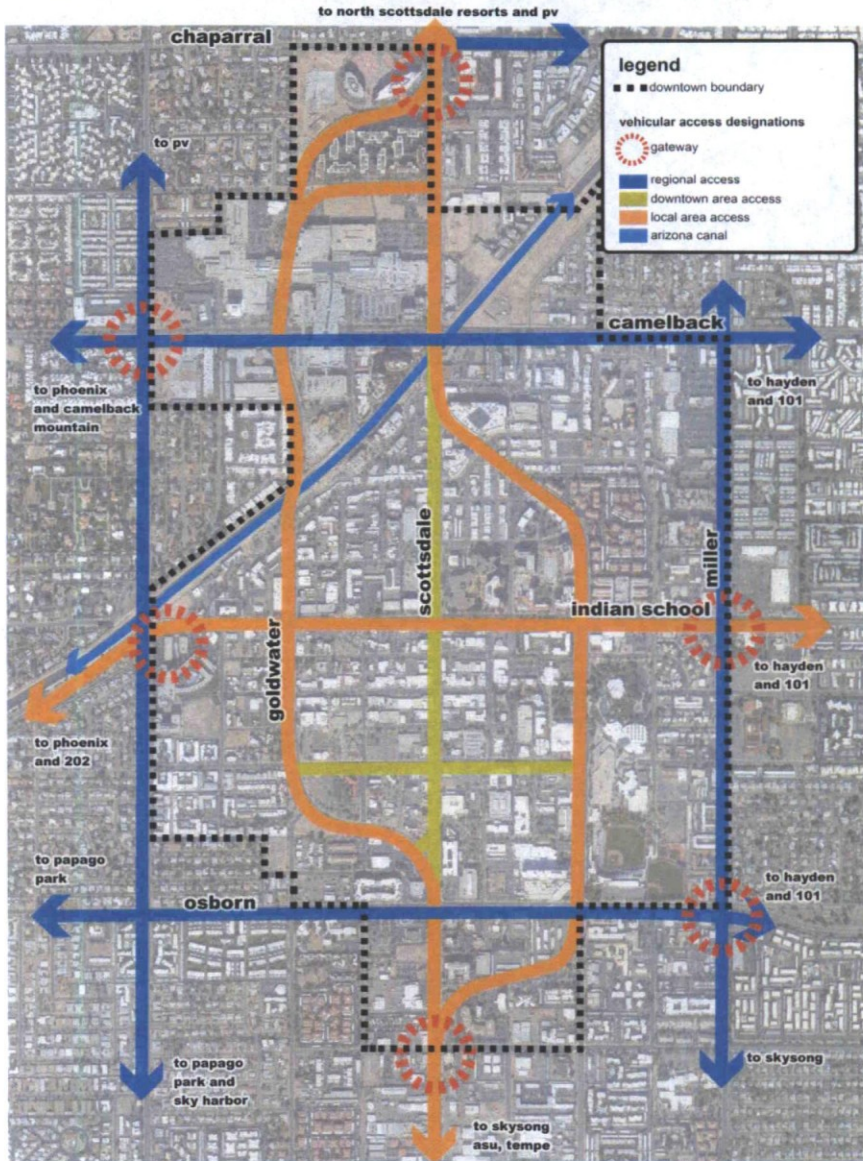 to north scottsdale resorts and pv
chaparral
legend
downtown boundary
vehicular access designations
gateway
regional access
downtown area access
local area access
arizona canal
to pv
camelback
to phoenix
and camelback
mountain
to hayden
and 101
scottsdale
miller
indian school
goldwater
to hayden
and 101
to phoenix
and 202
to papago
park
to hayden
and 101
osborn
to papago
park and
sky harbor
to skysong
to skysong
asu, tempe